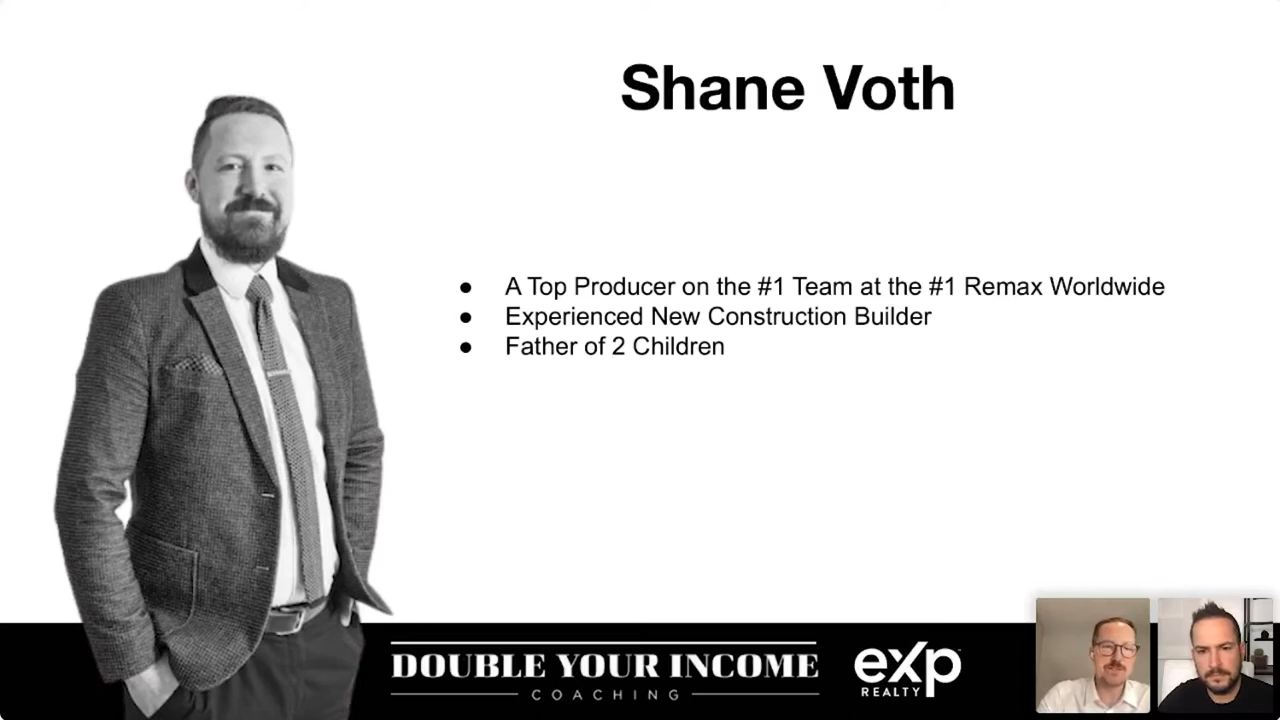 Shane Voth
● A Top Producer on the #1 Team at the #1 Remax Worldwide
● Experienced New Construction Builder
● Father of 2 Children
DOUBLE YOUR INCOME
COACHING
eXp
REALTY